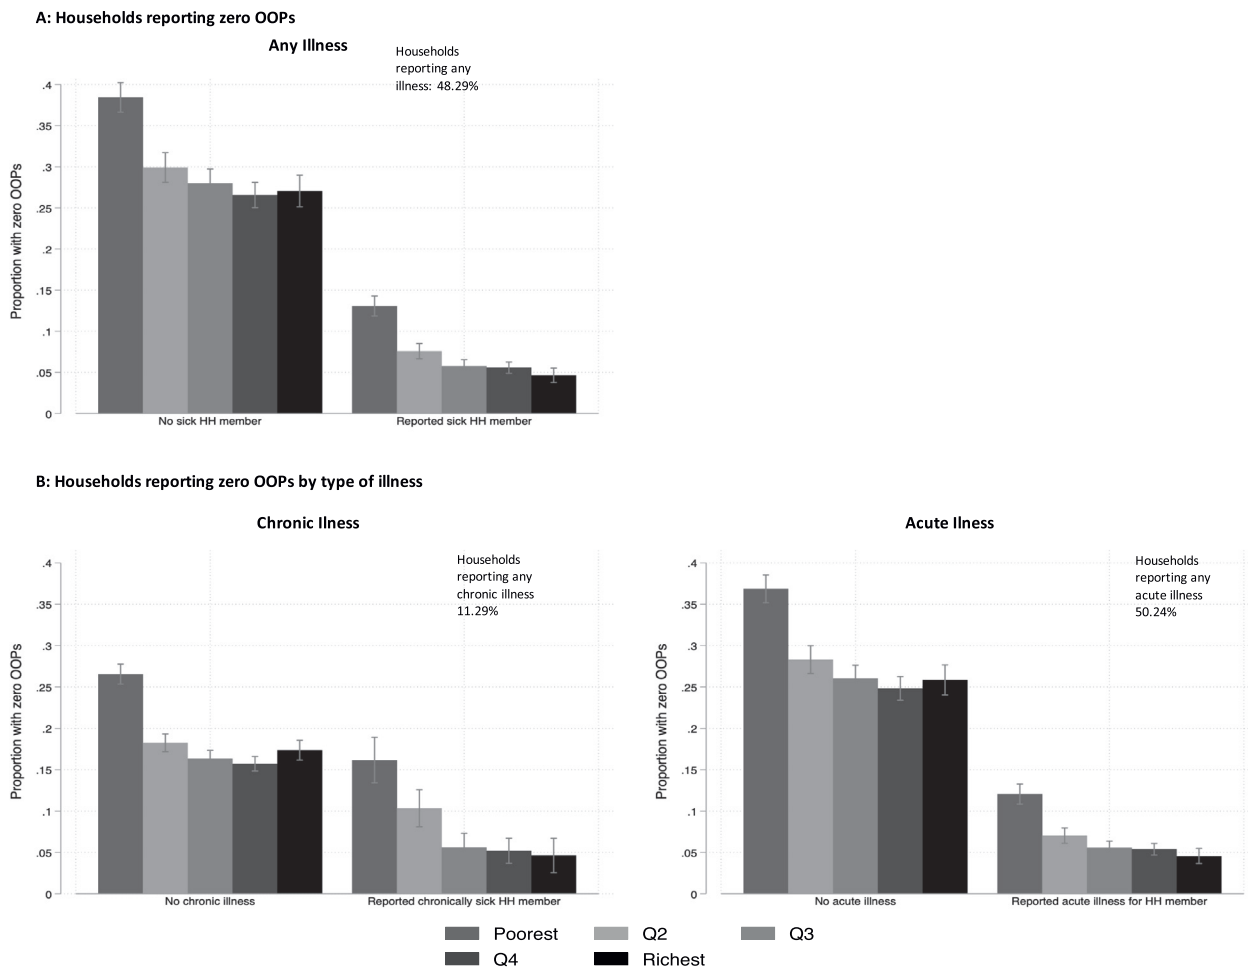 A: Households reporting zero OOPs
Any Illness
Households
reporting any
illness: 48.29%
Proportion with zero OOPs
.4
.35
.3
.25
.2
.15
.1
.05
0
No sick HH member
Reported sick HH member
B: Households reporting zero OOPs by type of illness
Chronic Ilness
Households
reporting any
chronic illness
11.29%
Proportion with zero OOPs
.4
.35
.3
.25
.2
.15
.1
.05
0
No chronic illness
Reported chronically sick HH member
Acute Ilness
Households
reporting any
acute illness
50.24%
Proportion with zero OOPs
.4
.35
.3
.25
.2
.15
.1
.05
0
No acute illness
Reported acute illness for HH member
Poorest
Q2
Q3
Q4
Richest